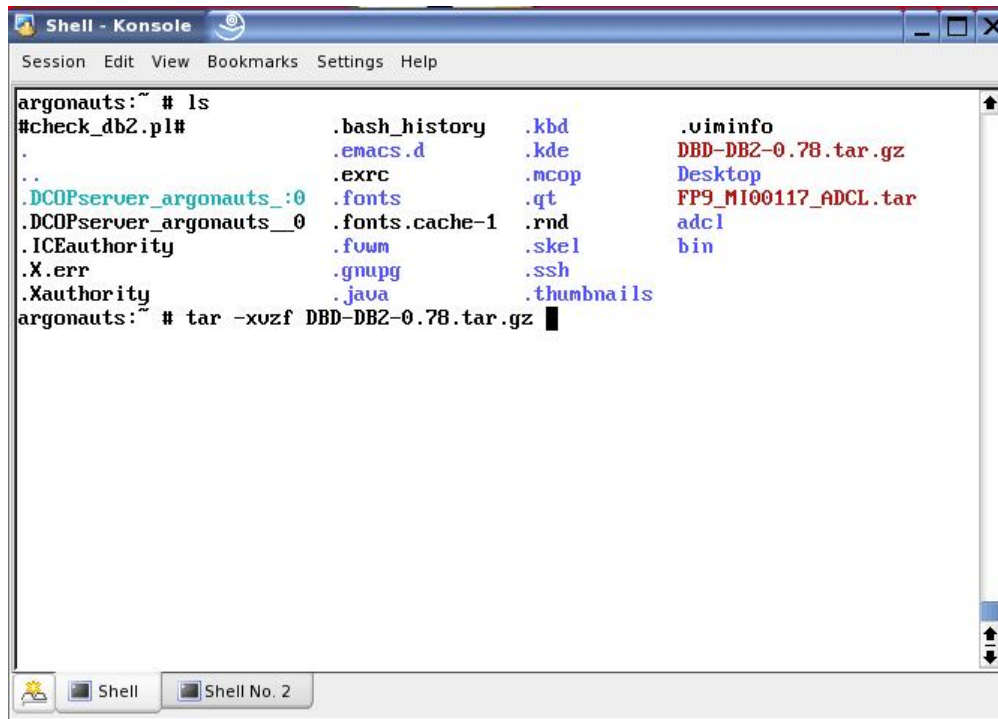 Shell - Konsole
Session Edit View Bookmarks Settings Help
argonauts:~ # ls
#check_db2.pl# .bash_history .kbd .viminfo
. .emacs.d .kde DBD-DB2-0.78.tar.gz
.. .exrc .mcop Desktop
.DCOPserver_argonauts_:0 .fonts .qt FP9_MI00117_ADCL.tar
.DCOPserver_argonauts__0 .fonts.cache-1 .rnd adcl
.ICEauthority .fvwm .skel bin
.X.err .gnupg .ssh
.Xauthority .java .thumbnails
argonauts:~ # tar -xvzf DBD-DB2-0.78.tar.gz
Shell Shell No. 2